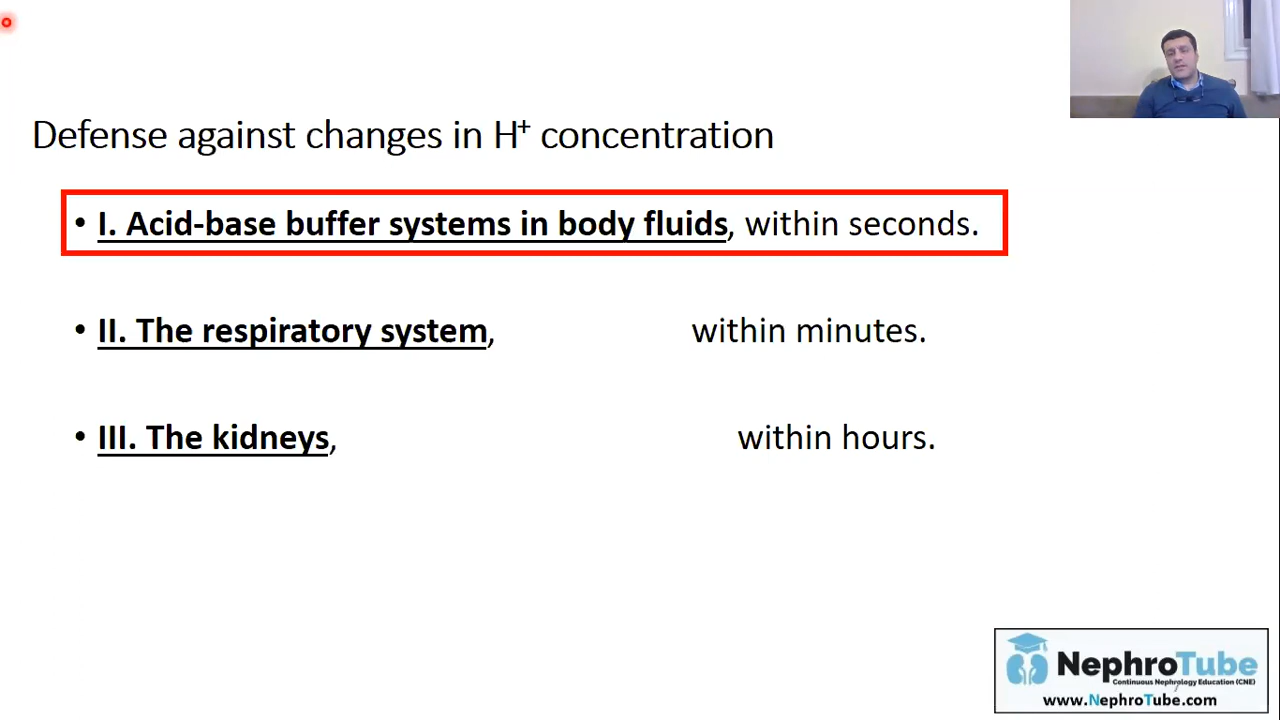 Defense against changes in H⁺ concentration
• I. Acid-base buffer systems in body fluids, within seconds.
• II. The respiratory system, within minutes.
• III. The kidneys, within hours.
NephroTube
Continuous Nephrology Education (CNE)
www.NephroTube.com